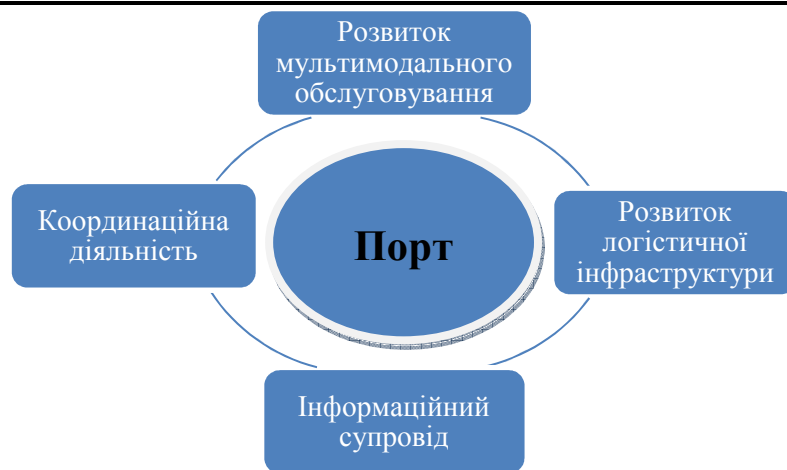 Розвиток
мультимодального
обслуговування
Координаційна
діяльність
Порт
Розвиток
логістичної
інфраструктури
Інформаційний
супровід